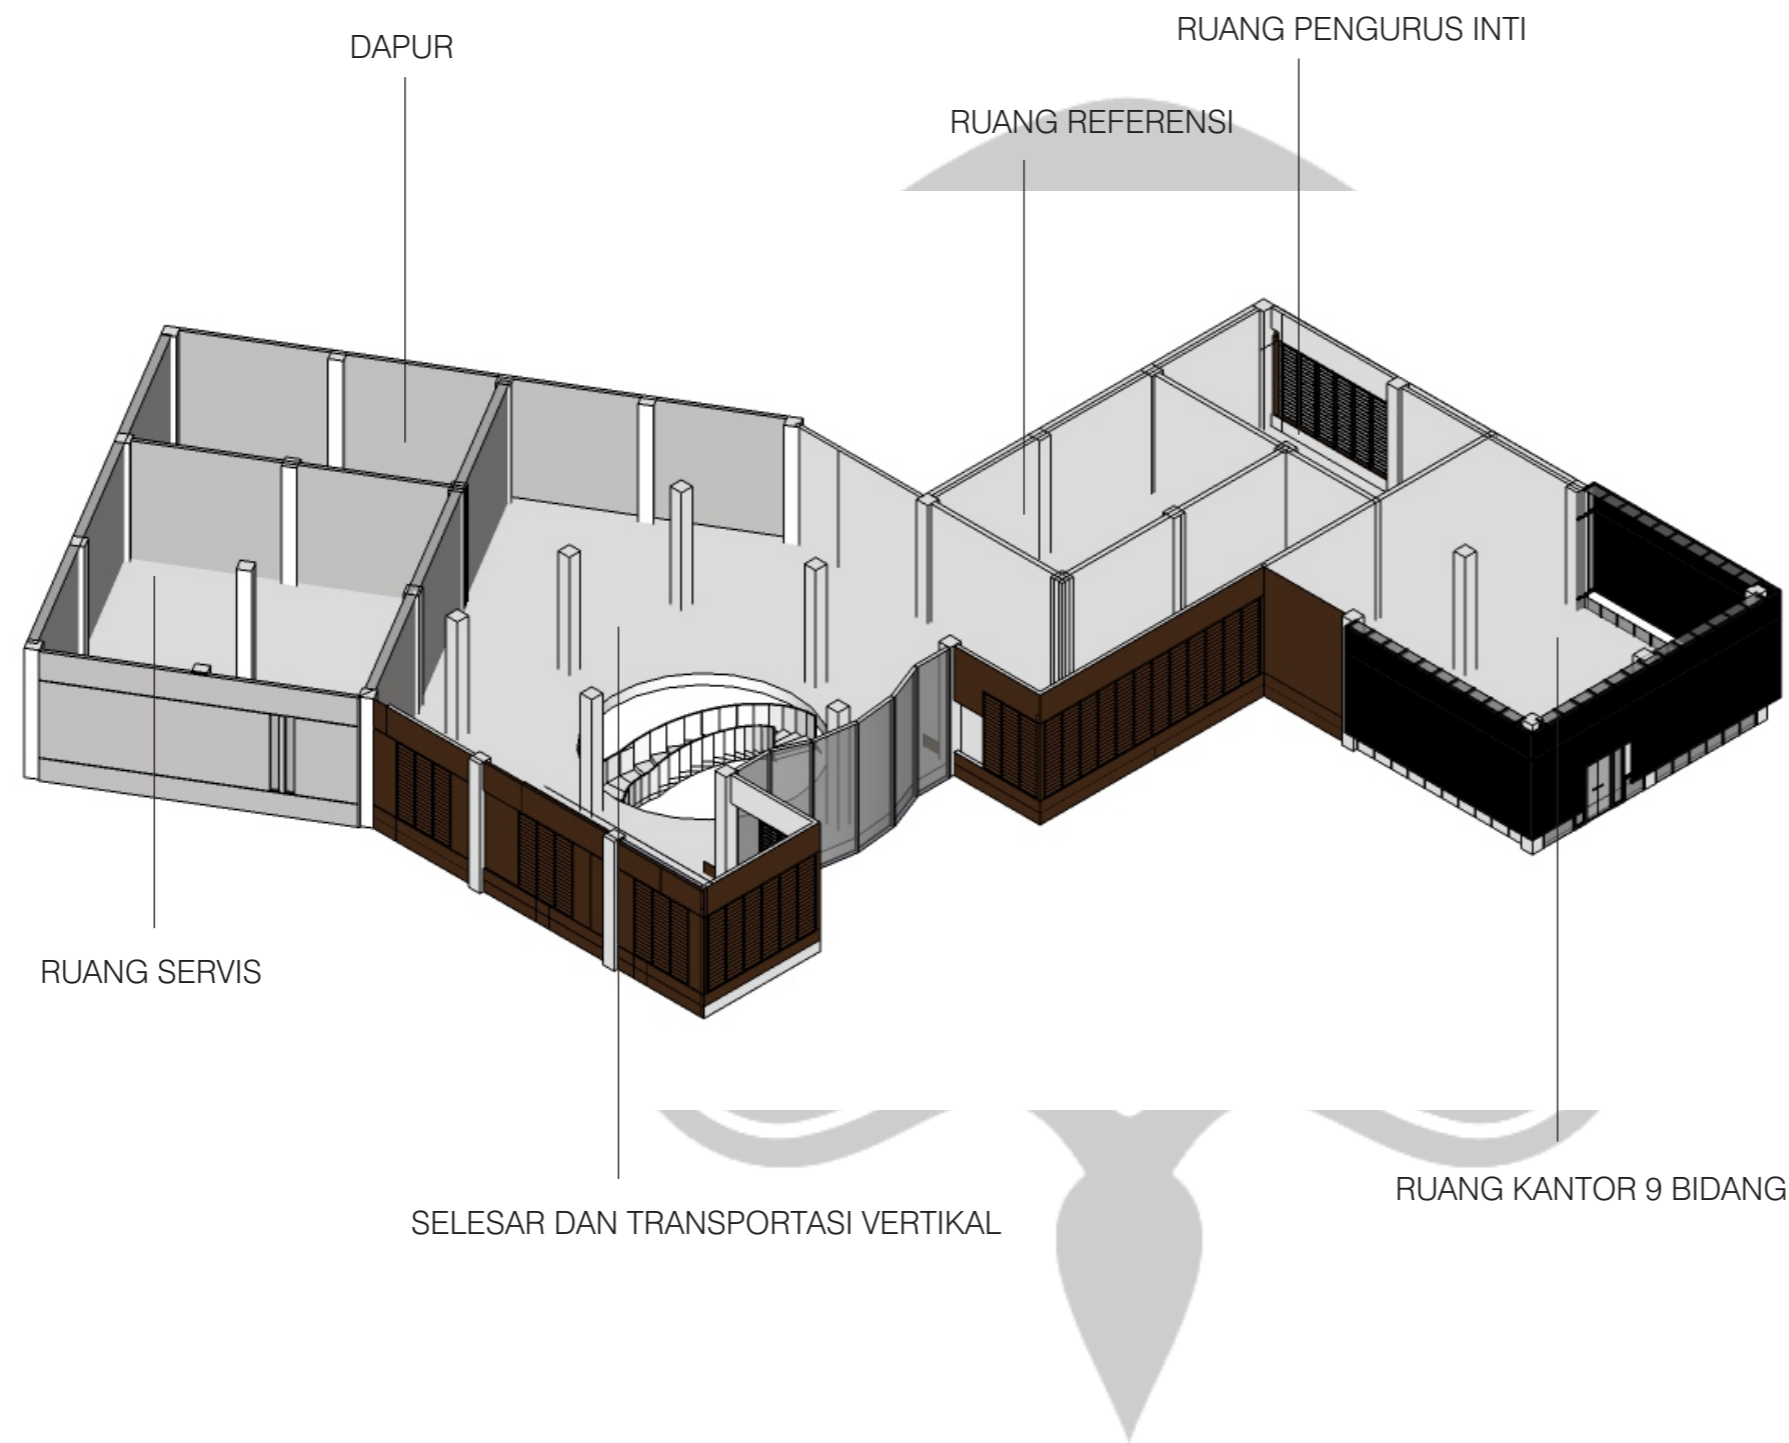 RUANG PENGURUS INTI
DAPUR
RUANG REFERENSI
RUANG SERVIS
RUANG KANTOR 9 BIDANG
SELESAR DAN TRANSPORTASI VERTIKAL